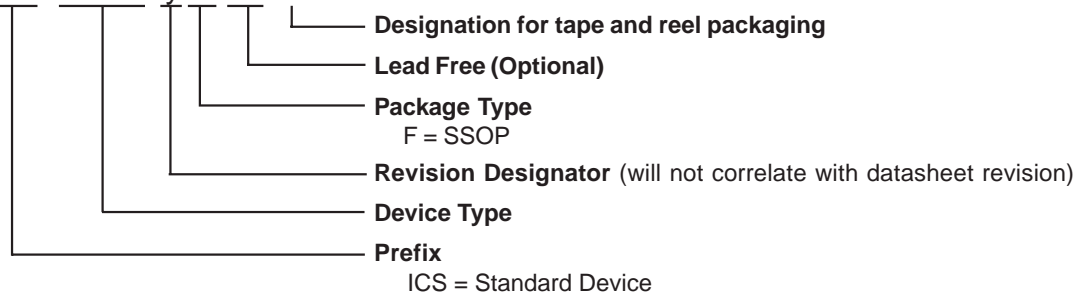 Designation for tape and reel packaging
Lead Free (Optional)
Package Type
F = SSOP
Revision Designator (will not correlate with datasheet revision)
Device Type
Prefix
ICS = Standard Device